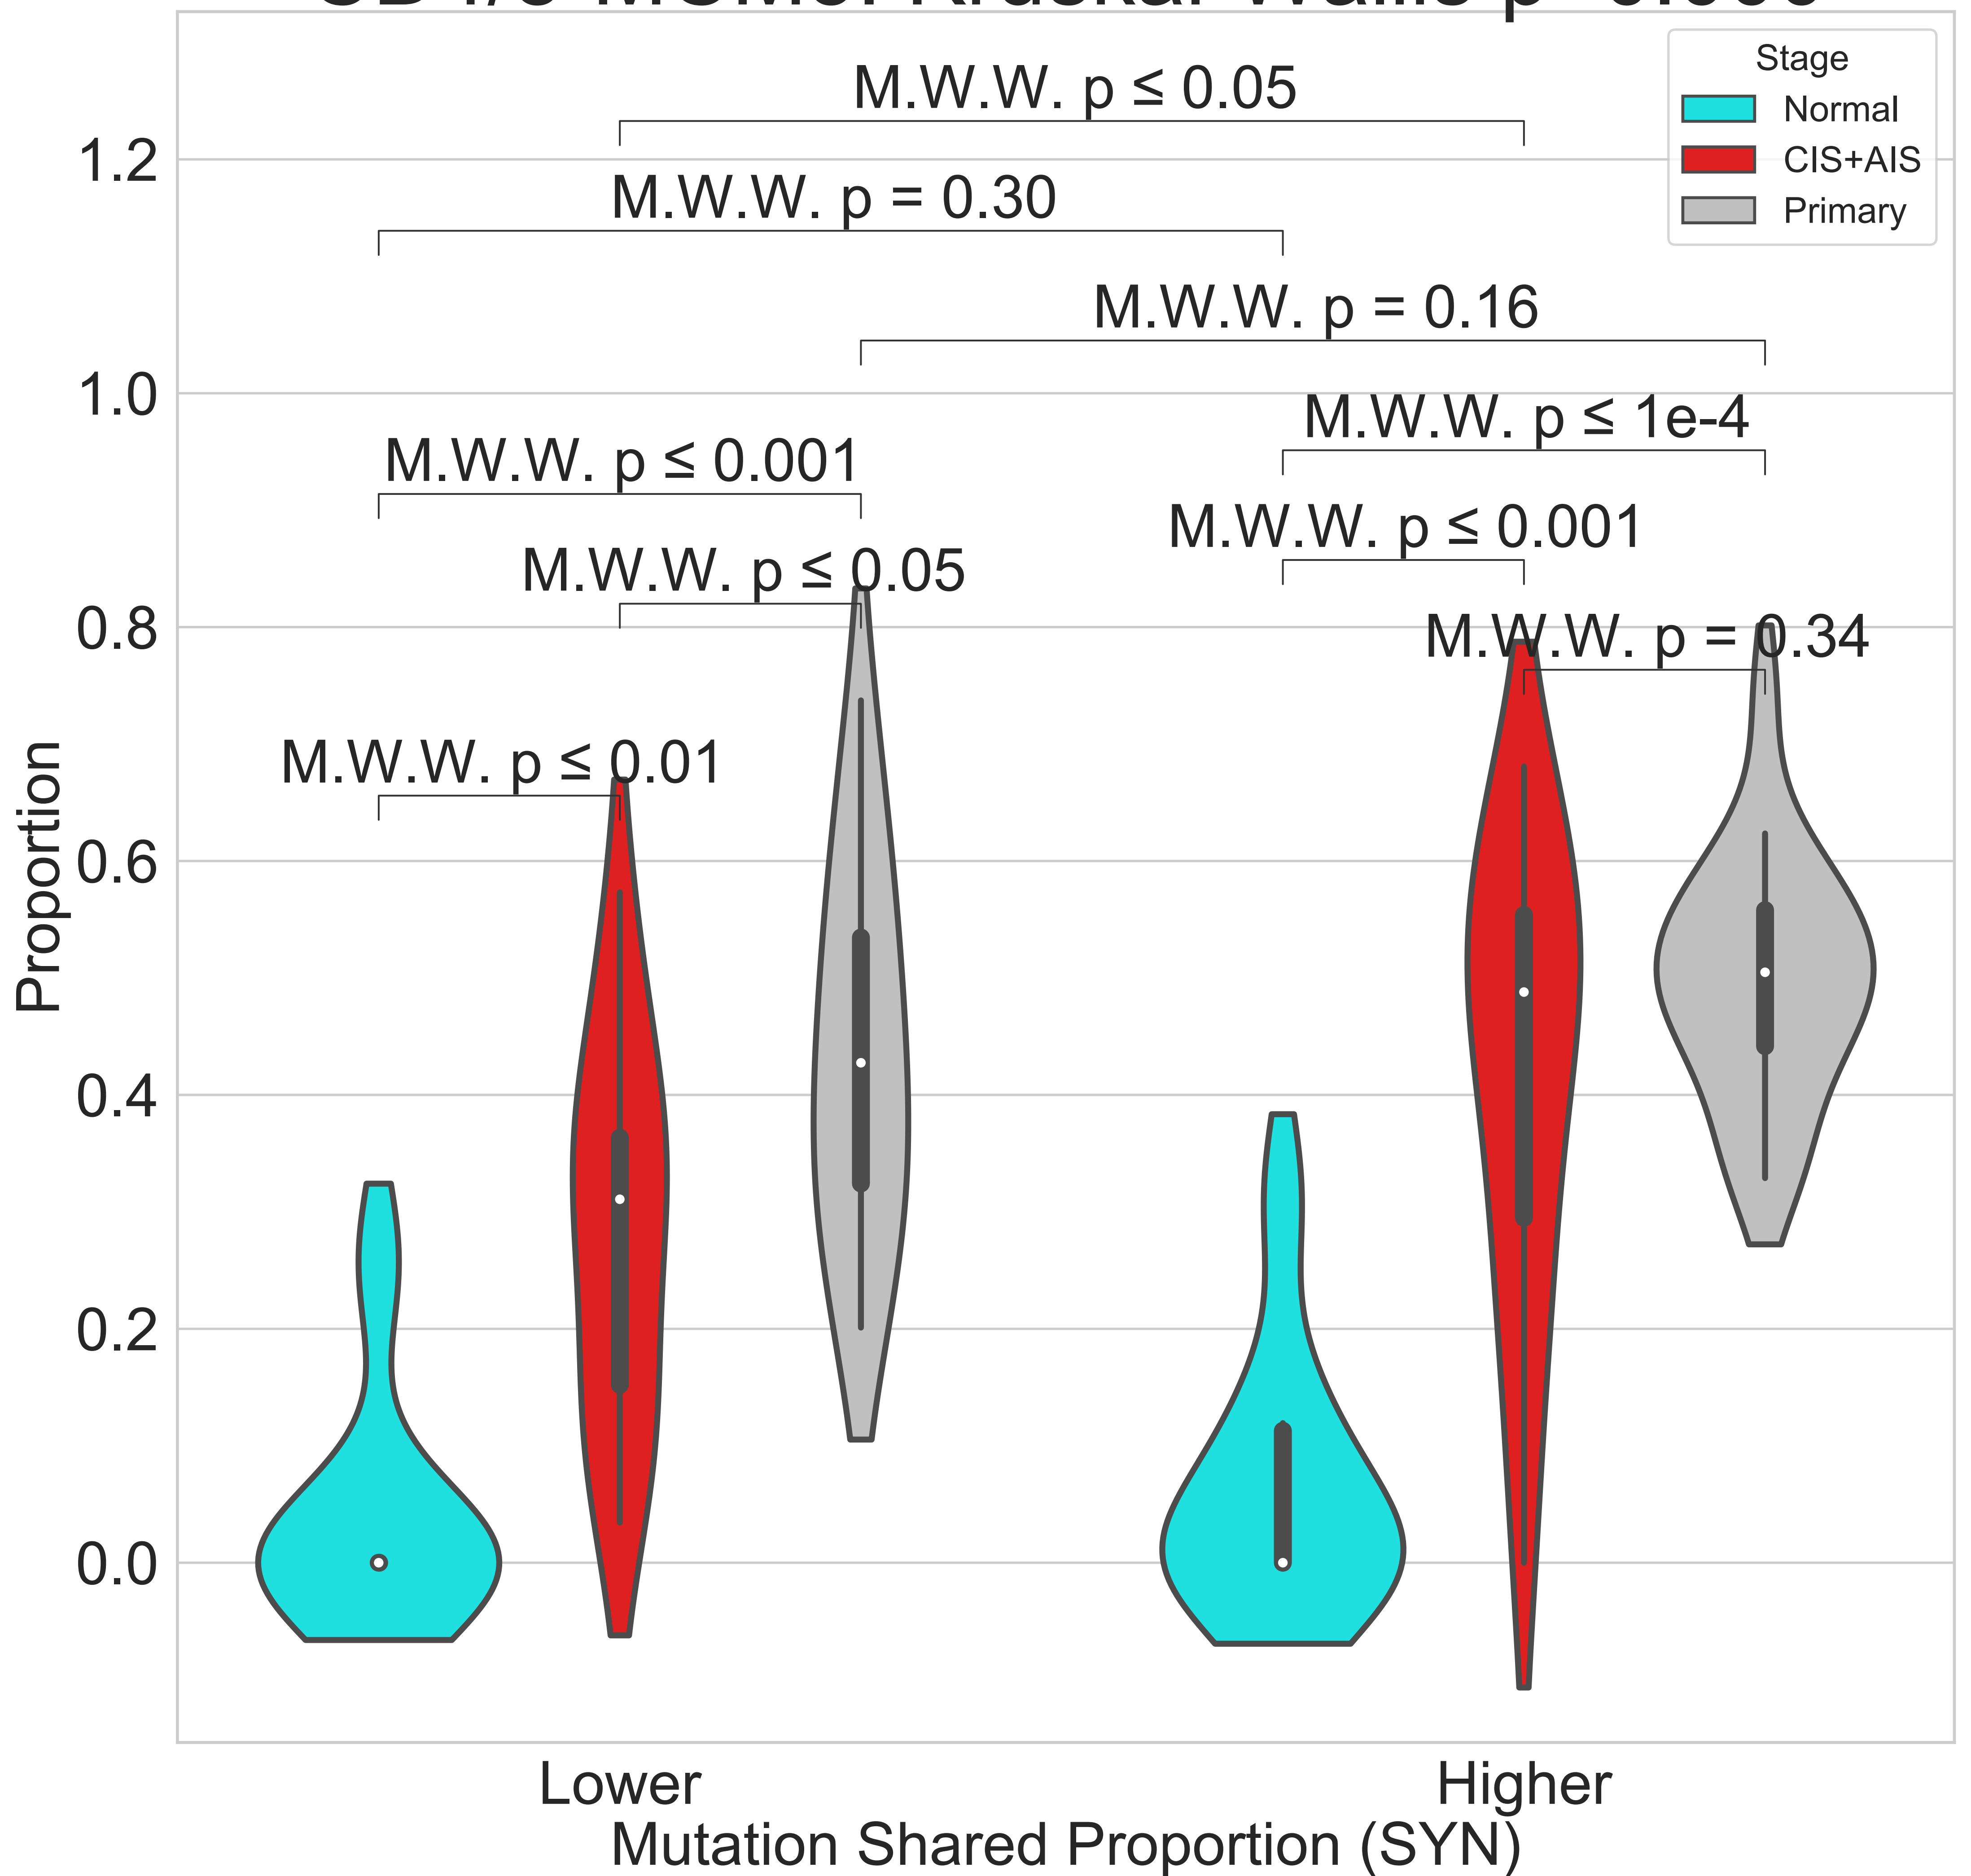 Stage
Normal
CIS+AIS
Primary
M.W.W. p ≤ 0.05
M.W.W. p = 0.30
M.W.W. p = 0.16
M.W.W. p ≤ 1e-4
M.W.W. p ≤ 0.001
M.W.W. p ≤ 0.001
M.W.W. p ≤ 0.05
M.W.W. p = 0.34
M.W.W. p ≤ 0.01
1.2
1.0
0.8
0.6
0.4
0.2
0.0
Proportion
Lower
Higher
Mutation Shared Proportion (SYN)